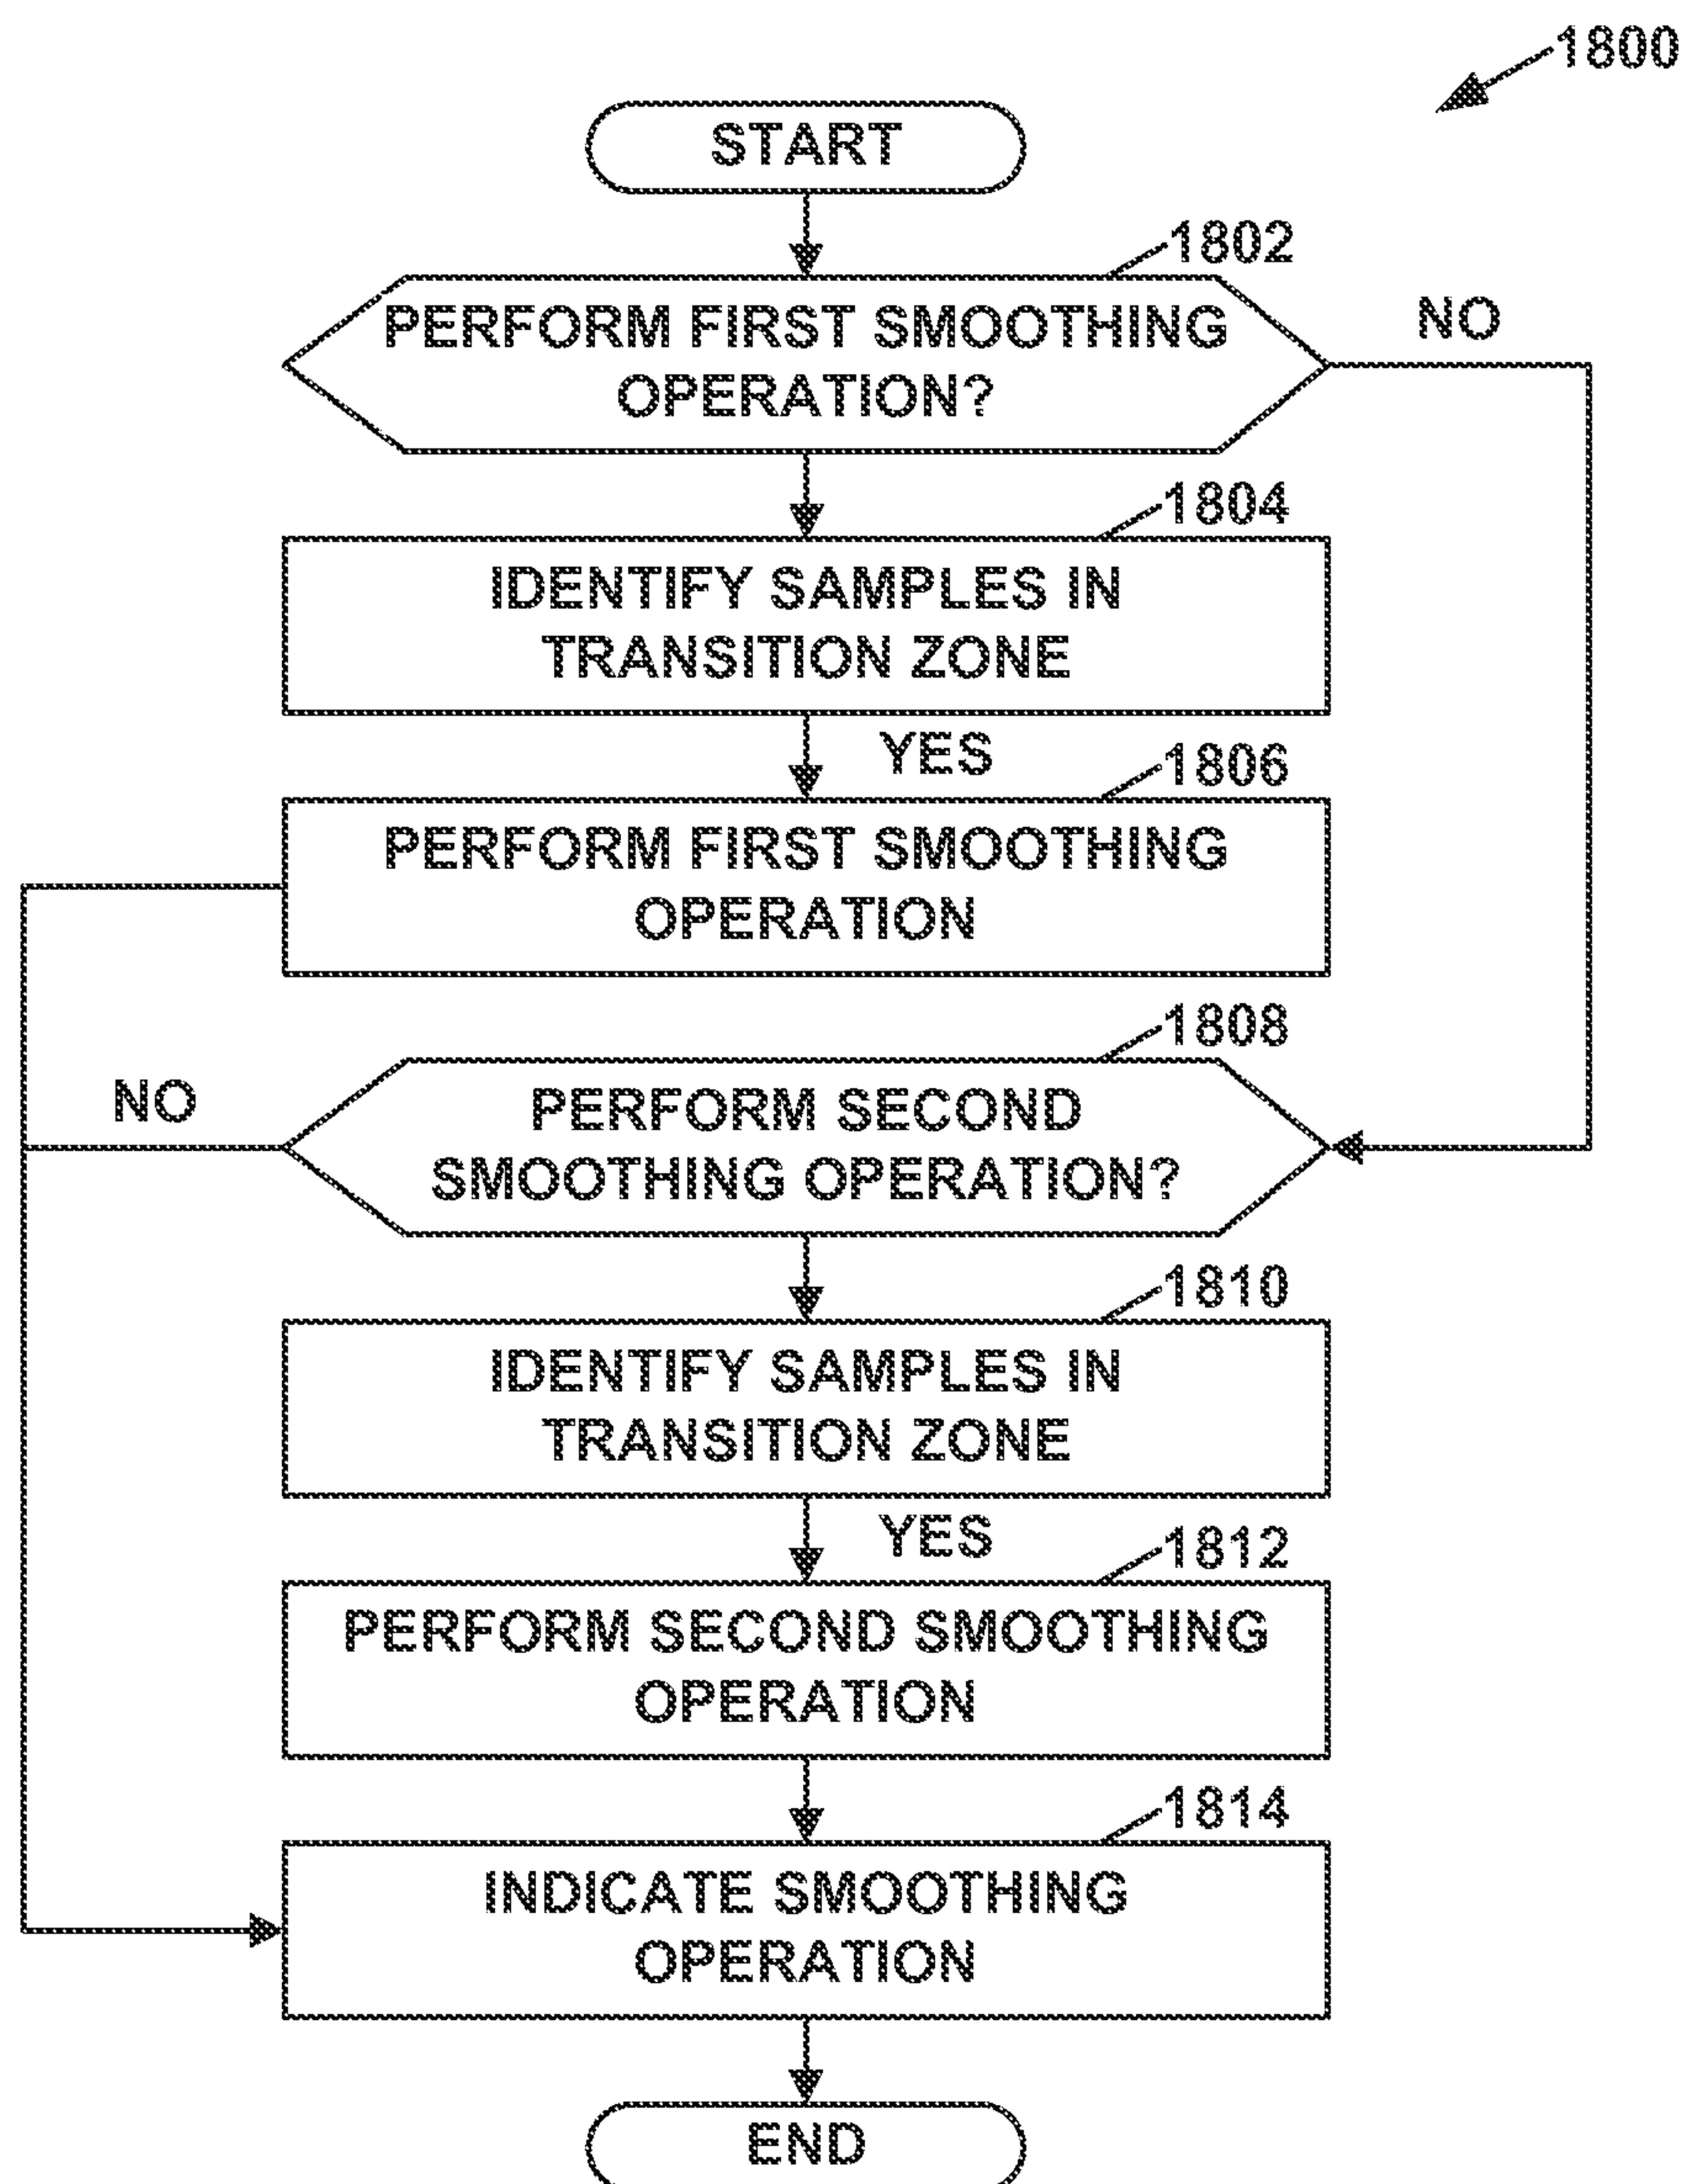 1800
START
1802
PERFORM FIRST SMOOTHING
OPERATION?
NO
1804
IDENTIFY SAMPLES IN
TRANSITION ZONE
YES
1806
PERFORM FIRST SMOOTHING
OPERATION
1808
NO
PERFORM SECOND
SMOOTHING OPERATION?
1810
IDENTIFY SAMPLES IN
TRANSITION ZONE
YES
1812
PERFORM SECOND SMOOTHING
OPERATION
1814
INDICATE SMOOTHING
OPERATION
END